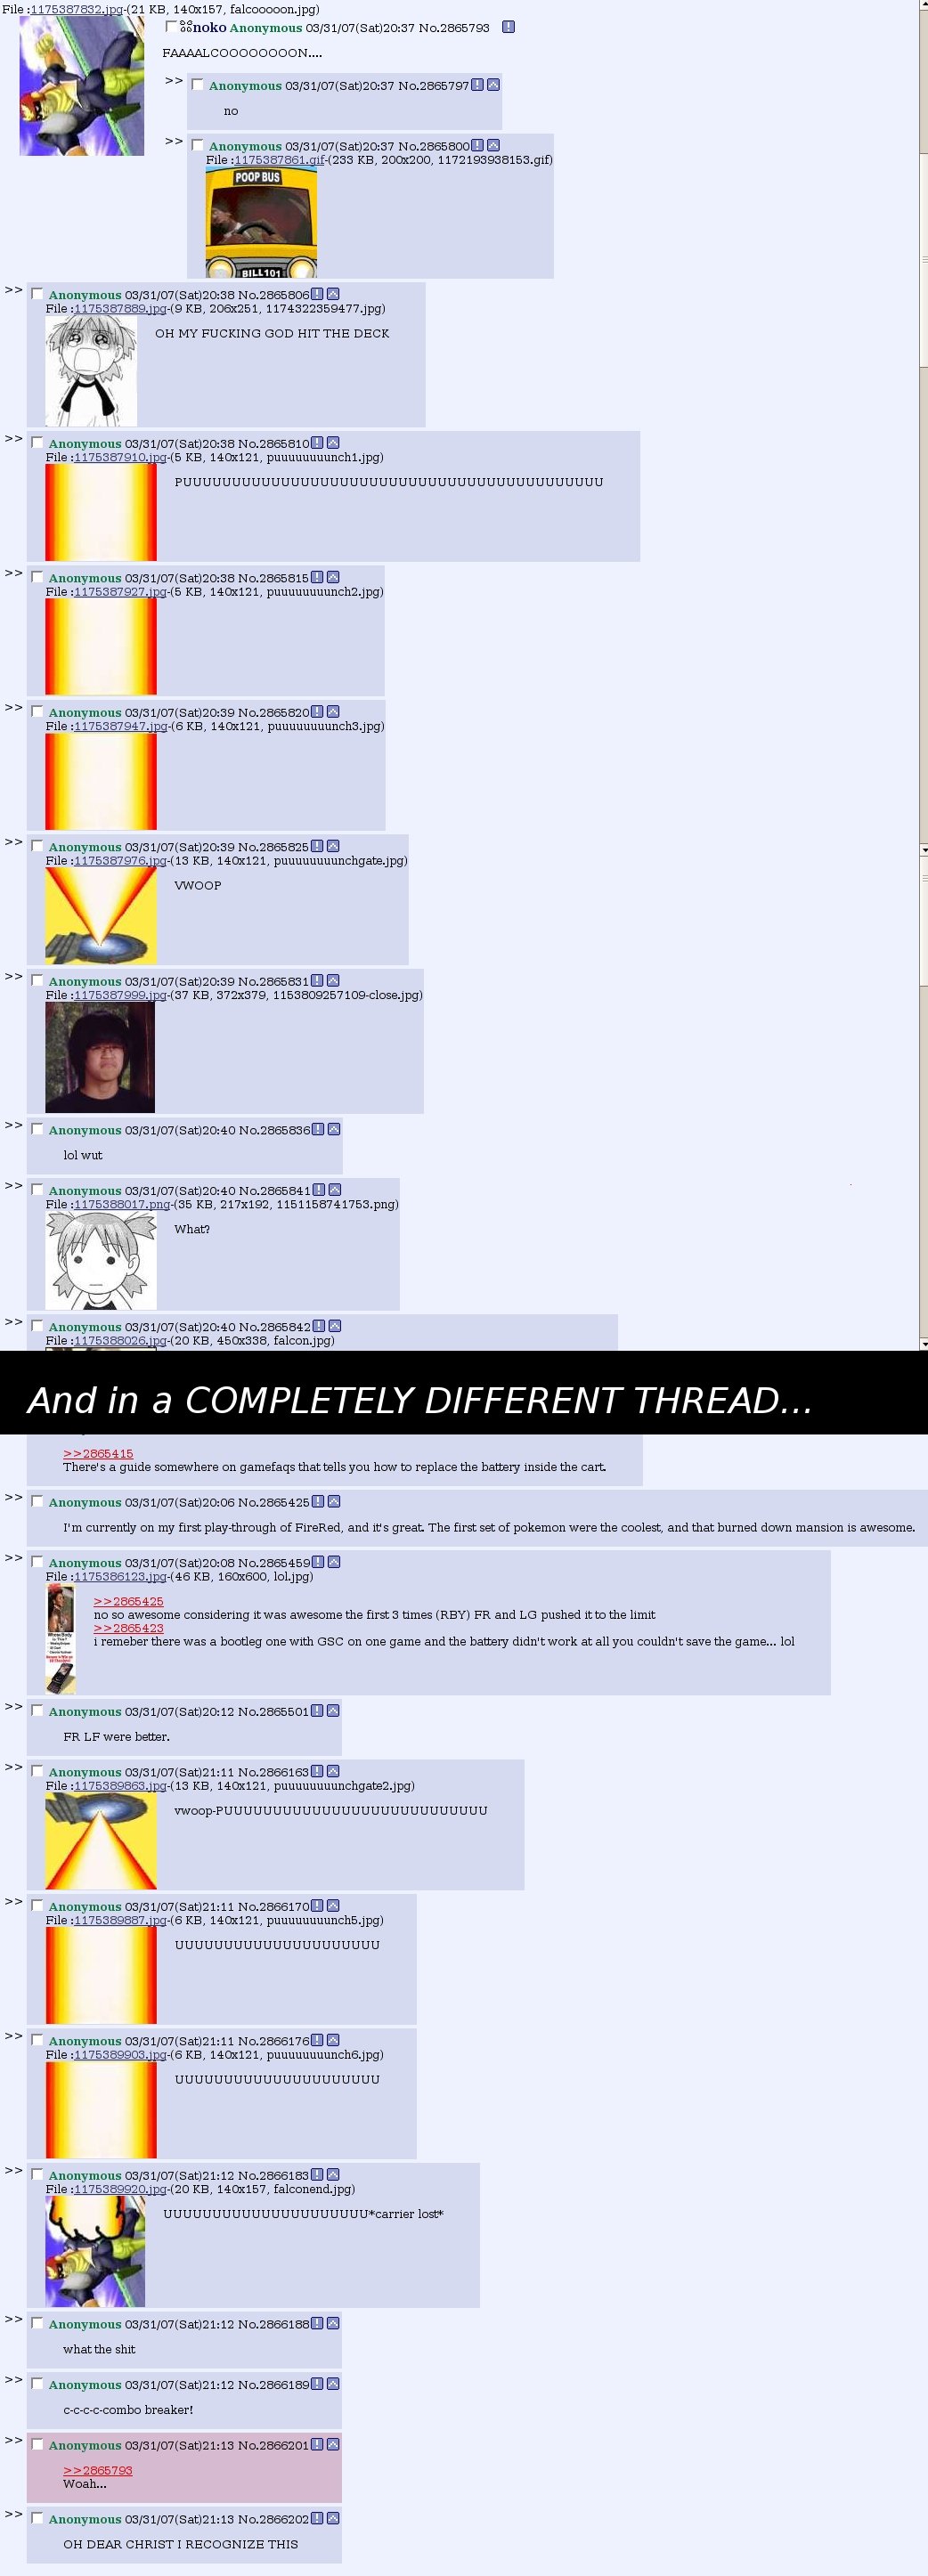 File :1175387832.jpg-(21 KB, 140x157, falcooooon.jpg)
noko Anonymous 03/31/07(Sat)20:37 No.2865793
FAAAALCOOOOOOOON....
>> Anonymous 03/31/07(Sat)20:37 No.2865797
no
>> Anonymous 03/31/07(Sat)20:37 No.2865800
File :1175387861.gif-(233 KB, 200x200, 1172193938153.gif)
POOP BUS
BILL101
>> Anonymous 03/31/07(Sat)20:38 No.2865806
File :1175387889.jpg-(9 KB, 206x251, 1174322359477.jpg)
OH MY FUCKING GOD HIT THE DECK
>> Anonymous 03/31/07(Sat)20:38 No.2865810
File :1175387910.jpg-(5 KB, 140x121, puuuuuuuunch1.jpg)
PUUUUUUUUUUUUUUUUUUUUUUUUUUUUUUUUUUUUUUUUUUU
>> Anonymous 03/31/07(Sat)20:38 No.2865815
File :1175387927.jpg-(5 KB, 140x121, puuuuuuuunch2.jpg)
>> Anonymous 03/31/07(Sat)20:39 No.2865820
File :1175387947.jpg-(6 KB, 140x121, puuuuuuuunch3.jpg)
>> Anonymous 03/31/07(Sat)20:39 No.2865825
File :1175387976.jpg-(13 KB, 140x121, puuuuuuuunchgate.jpg)
VWOOP
>> Anonymous 03/31/07(Sat)20:39 No.2865831
File :1175387999.jpg-(37 KB, 372x379, 1153809257109-close.jpg)
>> Anonymous 03/31/07(Sat)20:40 No.2865836
lol wut
>> Anonymous 03/31/07(Sat)20:40 No.2865841
File :1175388017.png-(35 KB, 217x192, 1151158741753.png)
What?
>> Anonymous 03/31/07(Sat)20:40 No.2865842
File :1175388026.jpg-(20 KB, 450x338, falcon.jpg)
And in a COMPLETELY DIFFERENT THREAD...
>>2865415
There's a guide somewhere on gamefaqs that tells you how to replace the battery inside the cart.
>> Anonymous 03/31/07(Sat)20:06 No.2865425
I'm currently on my first play-through of FireRed, and it's great. The first set of pokemon were the coolest, and that burned down mansion is awesome.
>> Anonymous 03/31/07(Sat)20:08 No.2865459
File :1175386123.jpg-(46 KB, 160x600, lol.jpg)
>>2865425
no so awesome considering it was awesome the first 3 times (RBY) FR and LG pushed it to the limit
>>2865423
i remeber there was a bootleg one with GSC on one game and the battery didn't work at all you couldn't save the game... lol
>> Anonymous 03/31/07(Sat)20:12 No.2865501
FR LF were better.
>> Anonymous 03/31/07(Sat)21:11 No.2866163
File :1175389863.jpg-(13 KB, 140x121, puuuuuuuunchgate2.jpg)
vwoop-PUUUUUUUUUUUUUUUUUUUUUUUUUUU
>> Anonymous 03/31/07(Sat)21:11 No.2866170
File :1175389887.jpg-(6 KB, 140x121, puuuuuuuunch5.jpg)
UUUUUUUUUUUUUUUUUUUUU
>> Anonymous 03/31/07(Sat)21:11 No.2866176
File :1175389903.jpg-(6 KB, 140x121, puuuuuuuunch6.jpg)
UUUUUUUUUUUUUUUUUUUUU
>> Anonymous 03/31/07(Sat)21:12 No.2866183
File :1175389920.jpg-(20 KB, 140x157, falconend.jpg)
UUUUUUUUUUUUUUUUUUUUU*carrier lost*
>> Anonymous 03/31/07(Sat)21:12 No.2866188
what the shit
>> Anonymous 03/31/07(Sat)21:12 No.2866189
c-c-c-c-combo breaker!
>> Anonymous 03/31/07(Sat)21:13 No.2866201
>>2865793
Woah...
>> Anonymous 03/31/07(Sat)21:13 No.2866202
OH DEAR CHRIST I RECOGNIZE THIS